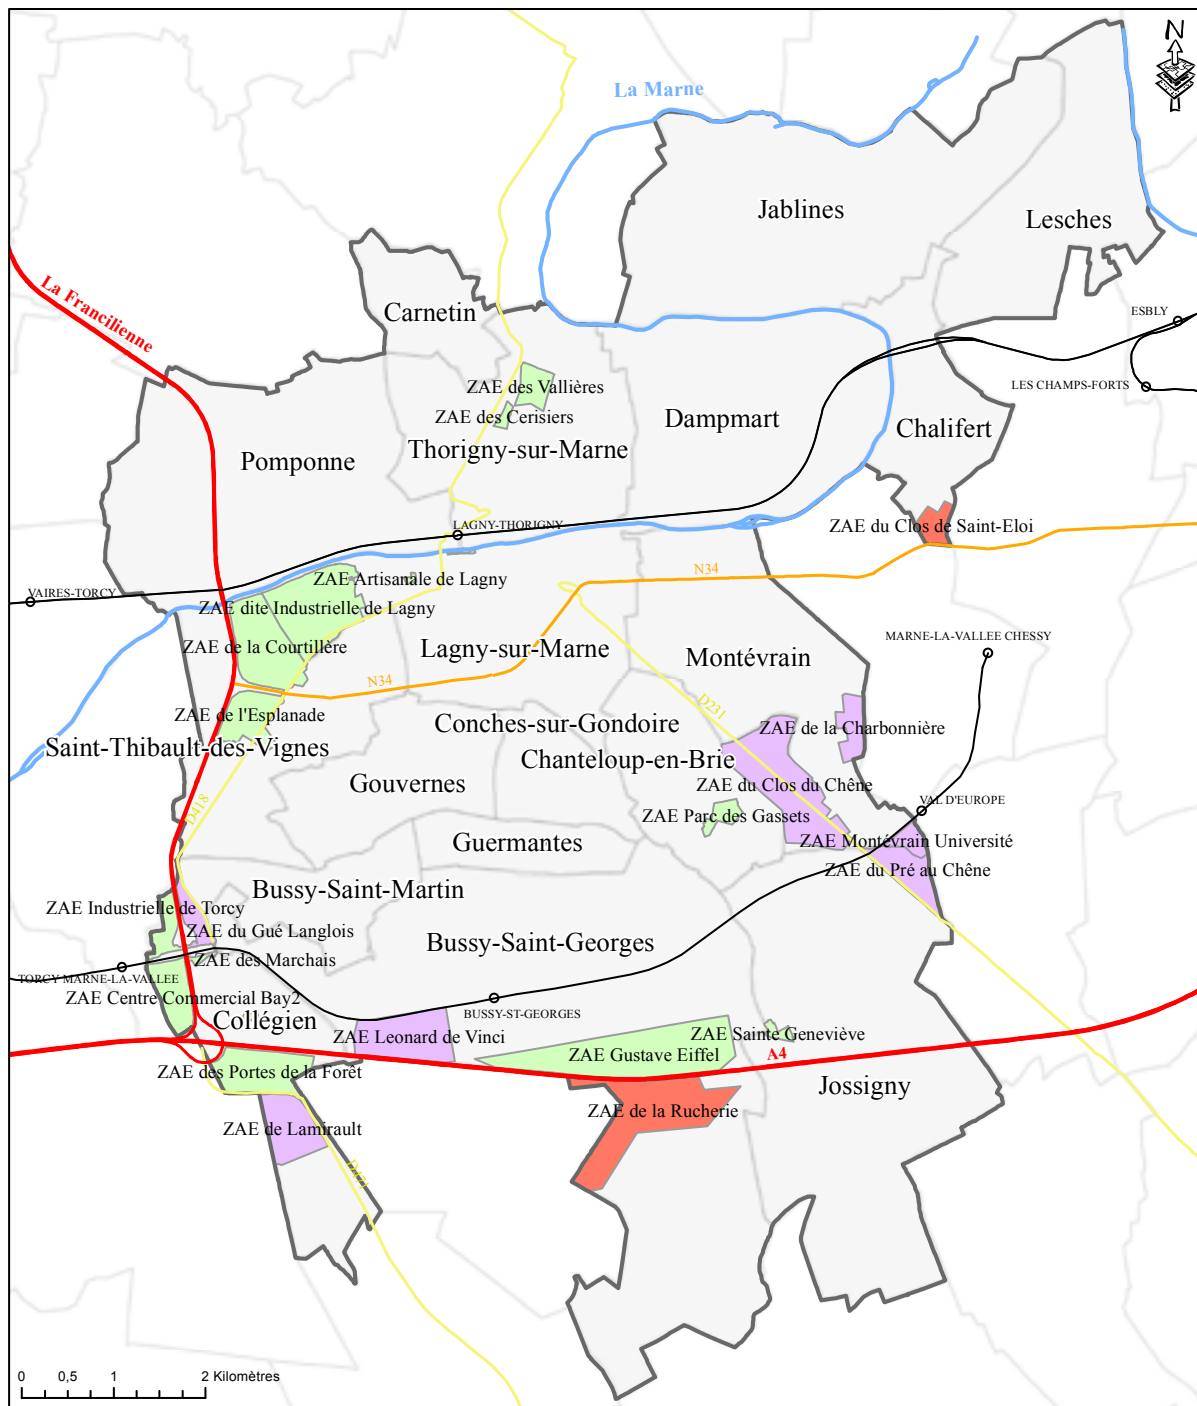 N
La Marne
Jablines
Lesches
La Francilienne
Carnetin
ESBLY
LES CHAMPS-FORTS
ZAE des Vallières
ZAE des Cerisiers
Dampmart
Chalifert
Thorigny-sur-Marne
Pomponne
LAGNY-THORIGNY
ZAE du Clos de Saint-Eloi
N34
ZAE Artisanale de Lagny
VAIRES-TORCY
ZAE dite Industrielle de Lagny
MARNE-LA-VALLEE CHESSY
ZAE de la Courtillère
Lagny-sur-Marne
Montévrain
N34
D231
ZAE de l'Esplanade
Conches-sur-Gondoire
ZAE de la Charbonnière
Saint-Thibault-des-Vignes
Chanteloup-en-Brie
Gouvernes
ZAE du Clos du Chêne
D418
VAL D'EUROPE
ZAE Parc des Gassets
Guermantes
ZAE Montévrain Université
ZAE du Pré au Chêne
Bussy-Saint-Martin
ZAE Industrielle de Torcy
ZAE du Gué Langlois
Bussy-Saint-Georges
ZAE des Marchais
TORCY MARNE-LA-VALLEE
ZAE Centre Commercial Bay2
BUSSY-ST-GEORGES
Collégien
ZAE Leonard de Vinci
ZAE Sainte Geneviève
ZAE Gustave Eiffel
A4
ZAE des Portes de la Forêt
Jossigny
ZAE de la Rucherie
ZAE de Lamirault
D471
0 0,5 1 2 Kilomètres